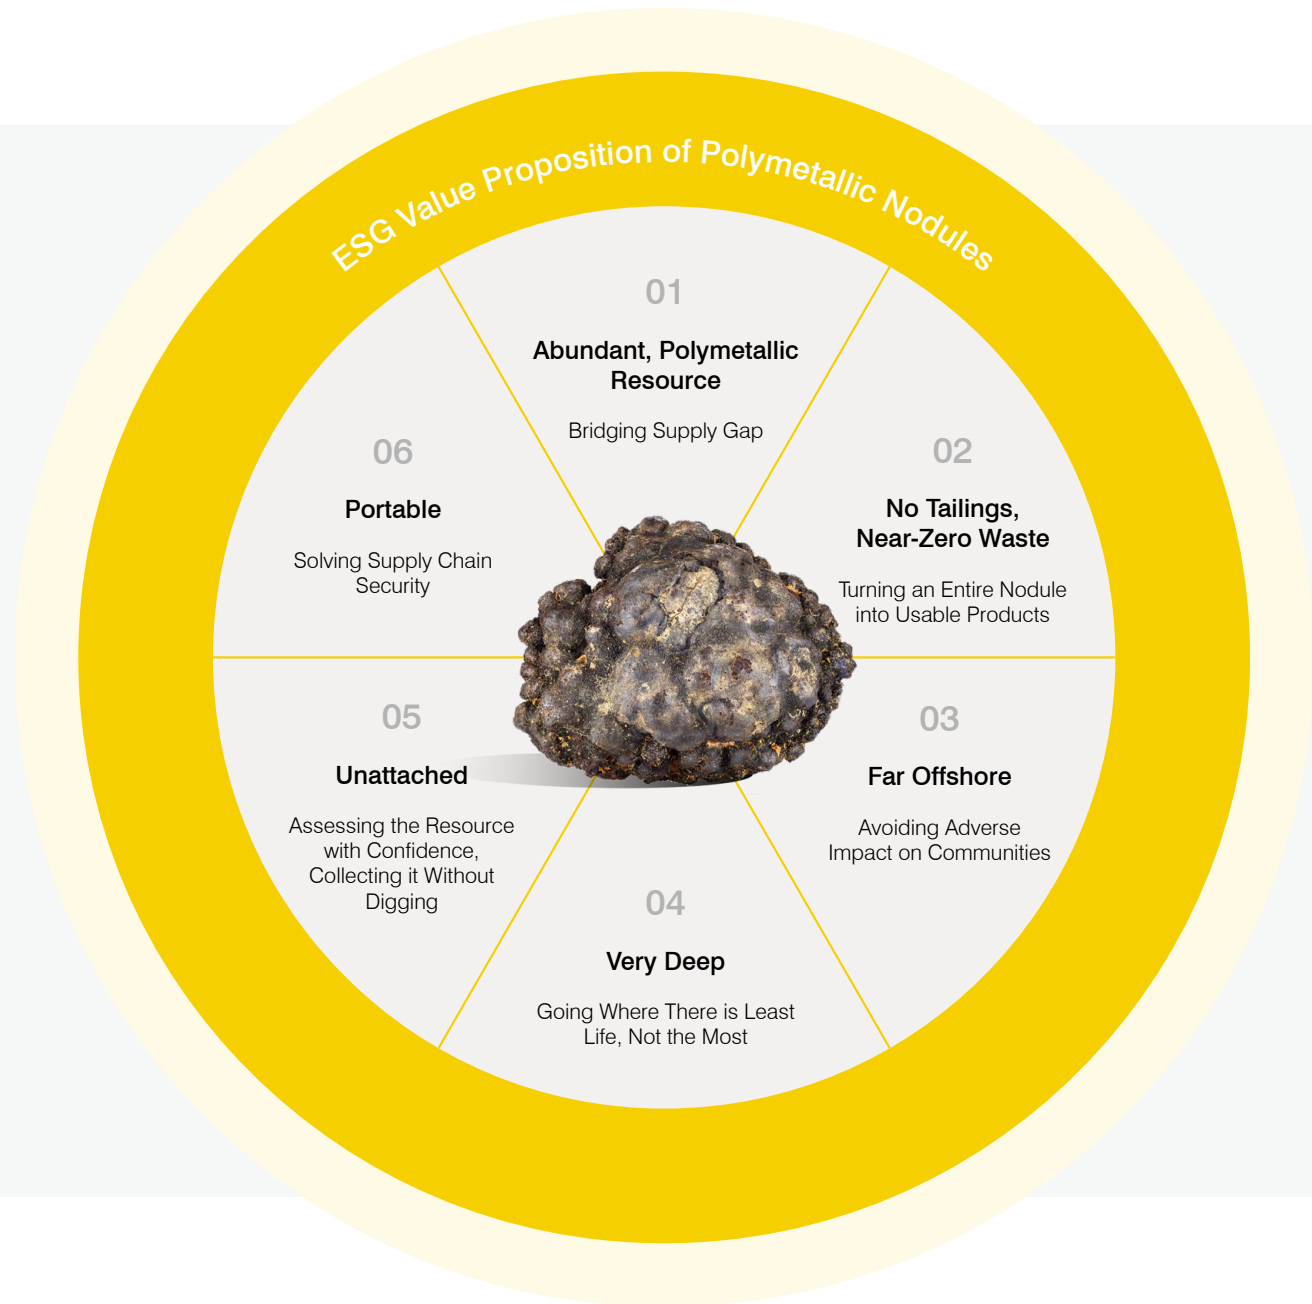 ESG Value Proposition of Polymetallic Nodules
01
Abundant, Polymetallic
Resource
Bridging Supply Gap
02
No Tailings,
Near-Zero Waste
Turning an Entire Nodule
into Usable Products
03
Far Offshore
Avoiding Adverse
Impact on Communities
04
Very Deep
Going Where There is Least
Life, Not the Most
05
Unattached
Assessing the Resource
with Confidence,
Collecting it Without
Digging
06
Portable
Solving Supply Chain
Security